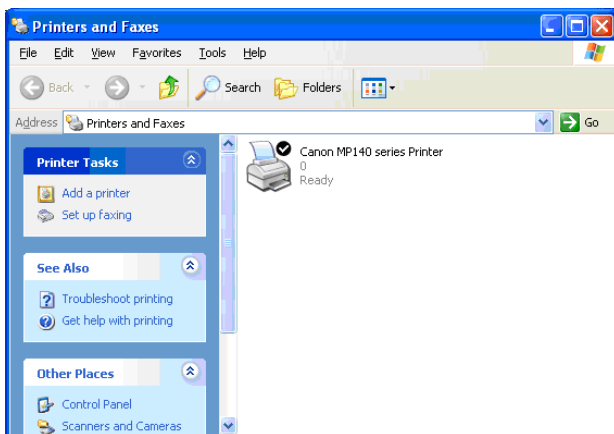 Printers and Faxes
File Edit View Favorites Tools Help
Back Search Folders
Address Printers and Faxes Go
Printer Tasks
Add a printer
Set up faxing
See Also
Troubleshoot printing
Get help with printing
Other Places
Control Panel
Scanners and Cameras
Canon MP140 series Printer
0
Ready